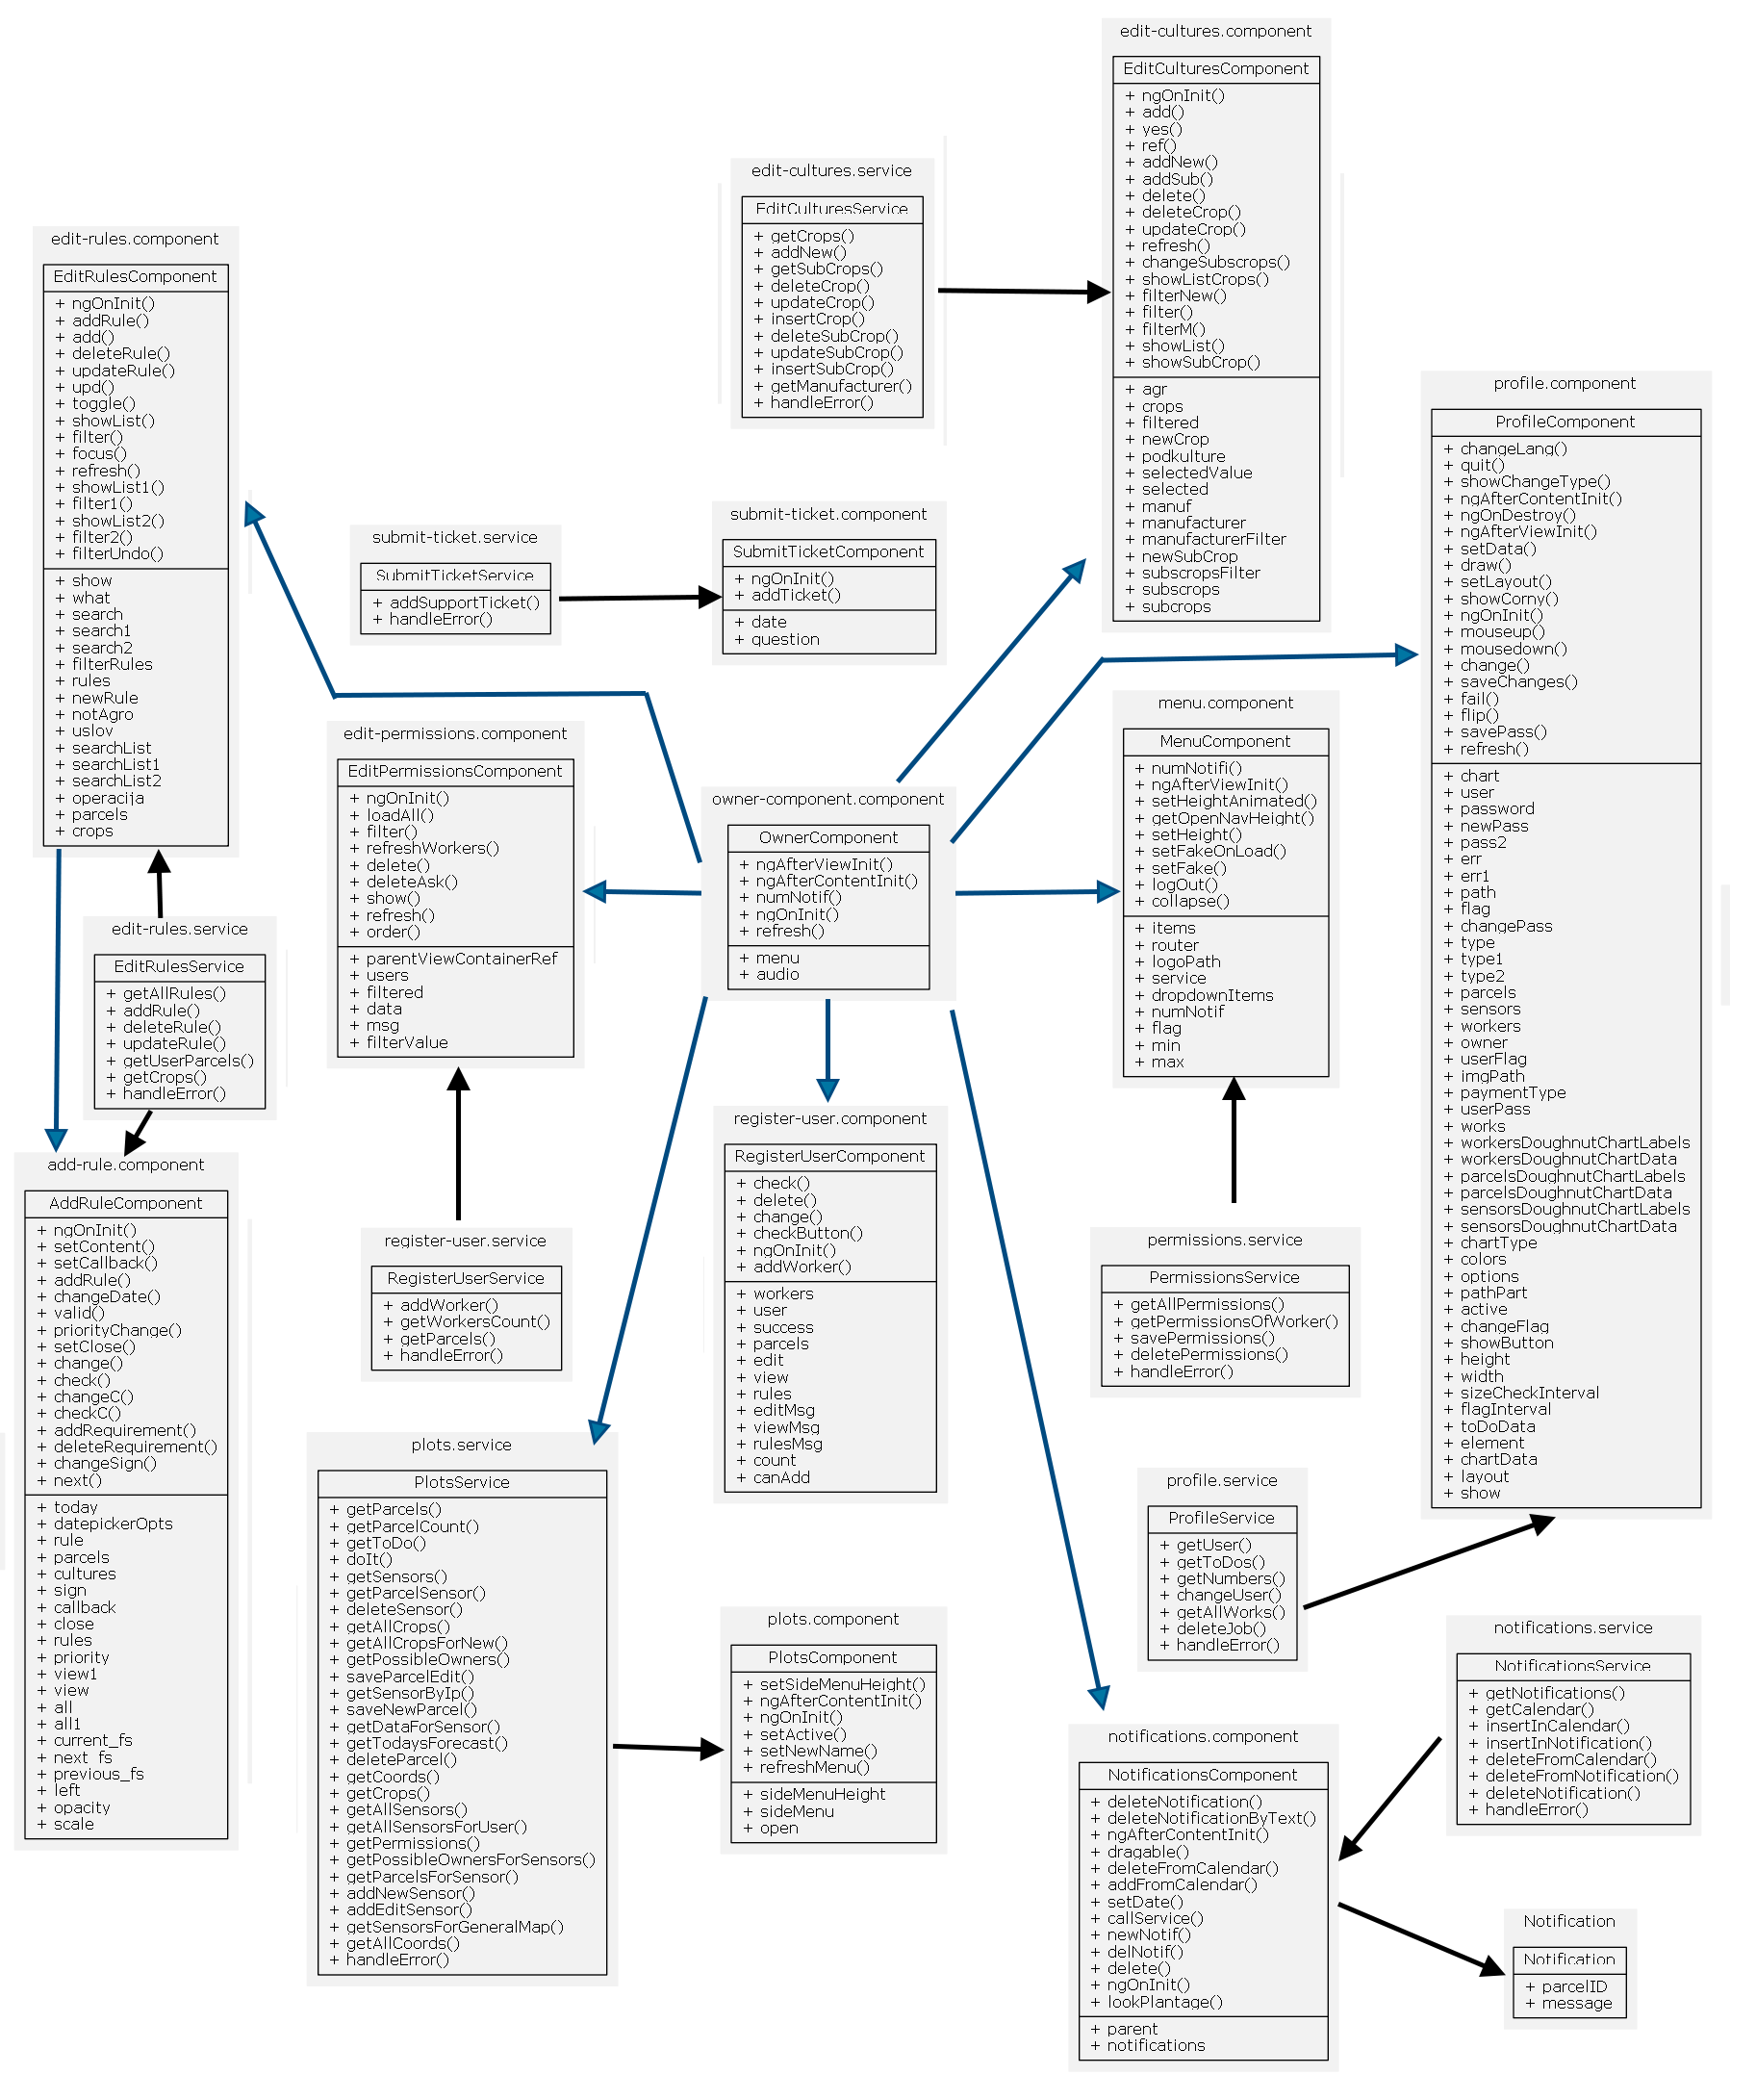 edit-cultures.component
EditCulturesComponent
+ ngOnInit()
+ add()
+ yes()
+ ref()
+ addNew()
+ addSub()
+ delete()
+ deleteCrop()
+ updateCrop()
+ refresh()
+ changeSubscrops()
+ showListCrops()
+ filterNew()
+ filter()
+ filterM()
+ showList()
+ showSubCrop()
+ agr
+ crops
+ filtered
+ newCrop
+ podkulture
+ selectedValue
+ selected
+ manuf
+ manufacturer
+ manufacturerFilter
+ newSubCrop
+ subscropsFilter
+ subscrops
+ subcrops
edit-cultures.service
EditCulturesService
+ getCrops()
+ addNew()
+ getSubCrops()
+ deleteCrop()
+ updateCrop()
+ insertCrop()
+ deleteSubCrop()
+ updateSubCrop()
+ insertSubCrop()
+ getManufacturer()
+ handleError()
edit-rules.component
EditRulesComponent
+ ngOnInit()
+ addRule()
+ add()
+ deleteRule()
+ updateRule()
+ upd()
+ toggle()
+ showList()
+ filter()
+ focus()
+ refresh()
+ showList1()
+ filter1()
+ showList2()
+ filter2()
+ filterUndo()
+ show
+ what
+ search
+ search1
+ search2
+ filterRules
+ rules
+ newRule
+ notAgro
+ uslov
+ searchList
+ searchList1
+ searchList2
+ operacija
+ parcels
+ crops
profile.component
ProfileComponent
+ changeLang()
+ quit()
+ showChangeType()
+ ngAfterContentInit()
+ ngOnDestroy()
+ ngAfterViewInit()
+ setData()
+ draw()
+ setLayout()
+ showCorny()
+ ngOnInit()
+ mouseup()
+ mousedown()
+ change()
+ saveChanges()
+ fail()
+ flip()
+ savePass()
+ refresh()
+ chart
+ user
+ password
+ newPass
+ pass2
+ err
+ err1
+ path
+ flag
+ changePass
+ type
+ type1
+ type2
+ parcels
+ sensors
+ workers
+ owner
+ userFlag
+ imgPath
+ paymentType
+ userPass
+ works
+ workersDoughnutChartLabels
+ workersDoughnutChartData
+ parcelsDoughnutChartLabels
+ parcelsDoughnutChartData
+ sensorsDoughnutChartLabels
+ sensorsDoughnutChartData
+ chartType
+ colors
+ options
+ pathPart
+ active
+ changeFlag
+ showButton
+ height
+ width
+ sizeCheckInterval
+ flagInterval
+ toDoData
+ element
+ chartData
+ layout
+ show
submit-ticket.service
SubmitTicketService
+ addSupportTicket()
+ handleError()
submit-ticket.component
SubmitTicketComponent
+ ngOnInit()
+ addTicket()
+ date
+ question
menu.component
MenuComponent
+ numNotifi()
+ ngAfterViewInit()
+ setHeightAnimated()
+ getOpenNavHeight()
+ setHeight()
+ setFakeOnLoad()
+ setFake()
+ logOut()
+ collapse()
+ items
+ router
+ logoPath
+ service
+ dropdownItems
+ numNotif
+ flag
+ min
+ max
edit-permissions.component
EditPermissionsComponent
+ ngOnInit()
+ loadAll()
+ filter()
+ refreshWorkers()
+ delete()
+ deleteAsk()
+ show()
+ refresh()
+ order()
+ parentViewContainerRef
+ users
+ filtered
+ data
+ msg
+ filterValue
owner-component.component
OwnerComponent
+ ngAfterViewInit()
+ ngAfterContentInit()
+ numNotif()
+ ngOnInit()
+ refresh()
+ menu
+ audio
edit-rules.service
EditRulesService
+ getAllRules()
+ addRule()
+ deleteRule()
+ updateRule()
+ getUserParcels()
+ getCrops()
+ handleError()
add-rule.component
AddRuleComponent
+ ngOnInit()
+ setContent()
+ setCallback()
+ addRule()
+ changeDate()
+ valid()
+ priorityChange()
+ setClose()
+ change()
+ check()
+ changeC()
+ checkC()
+ addRequirement()
+ deleteRequirement()
+ changeSign()
+ next()
+ today
+ datepickerOpts
+ rule
+ parcels
+ cultures
+ sign
+ callback
+ close
+ rules
+ priority
+ view1
+ view
+ all
+ all1
+ current_fs
+ next_fs
+ previous_fs
+ left
+ opacity
+ scale
register-user.component
RegisterUserComponent
+ check()
+ delete()
+ change()
+ checkButton()
+ ngOnInit()
+ addWorker()
+ workers
+ user
+ success
+ parcels
+ edit
+ view
+ rules
+ editMsg
+ viewMsg
+ rulesMsg
+ count
+ canAdd
register-user.service
RegisterUserService
+ addWorker()
+ getWorkersCount()
+ getParcels()
+ handleError()
permissions.service
PermissionsService
+ getAllPermissions()
+ getPermissionsOfWorker()
+ savePermissions()
+ deletePermissions()
+ handleError()
plots.service
PlotsService
+ getParcels()
+ getParcelCount()
+ getToDo()
+ doIt()
+ getSensors()
+ getParcelSensor()
+ deleteSensor()
+ getAllCrops()
+ getAllCropsForNew()
+ getPossibleOwners()
+ saveParcelEdit()
+ getSensorByIp()
+ saveNewParcel()
+ getDataForSensor()
+ getTodaysForecast()
+ deleteParcel()
+ getCoords()
+ getCrops()
+ getAllSensors()
+ getAllSensorsForUser()
+ getPermissions()
+ getPossibleOwnersForSensors()
+ getParcelsForSensor()
+ addNewSensor()
+ addEditSensor()
+ getSensorsForGeneralMap()
+ getAllCoords()
+ handleError()
profile.service
ProfileService
+ getUser()
+ getToDos()
+ getNumbers()
+ changeUser()
+ getAllWorks()
+ deleteJob()
+ handleError()
plots.component
PlotsComponent
+ setSideMenuHeight()
+ ngAfterContentInit()
+ ngOnInit()
+ setActive()
+ setNewName()
+ refreshMenu()
+ sideMenuHeight
+ sideMenu
+ open
notifications.service
NotificationsService
+ getNotifications()
+ getCalendar()
+ insertInCalendar()
+ insertInNotification()
+ deleteFromCalendar()
+ deleteFromNotification()
+ deleteNotification()
+ handleError()
notifications.component
NotificationsComponent
+ deleteNotification()
+ deleteNotificationByText()
+ ngAfterContentInit()
+ dragable()
+ deleteFromCalendar()
+ addFromCalendar()
+ setDate()
+ callService()
+ newNotif()
+ delNotif()
+ delete()
+ ngOnInit()
+ lookPlantage()
+ parent
+ notifications
Notification
Notification
+ parcelID
+ message